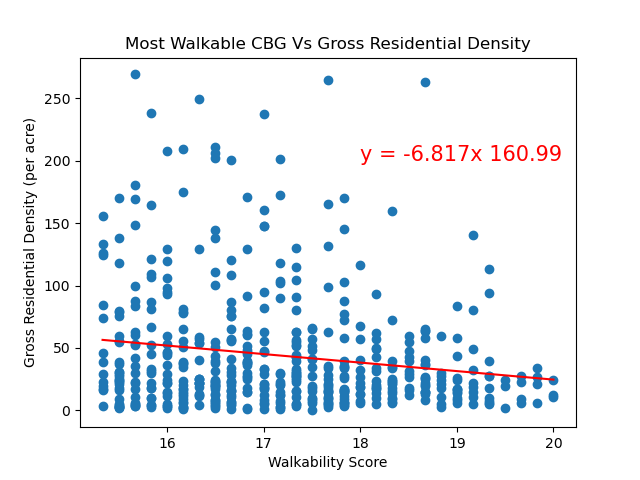 Most Walkable CBG Vs Gross Residential Density
Gross Residential Density (per acre)
250
200
150
100
50
0
y = -6.817x 160.99
16 17 18 19 20
Walkability Score